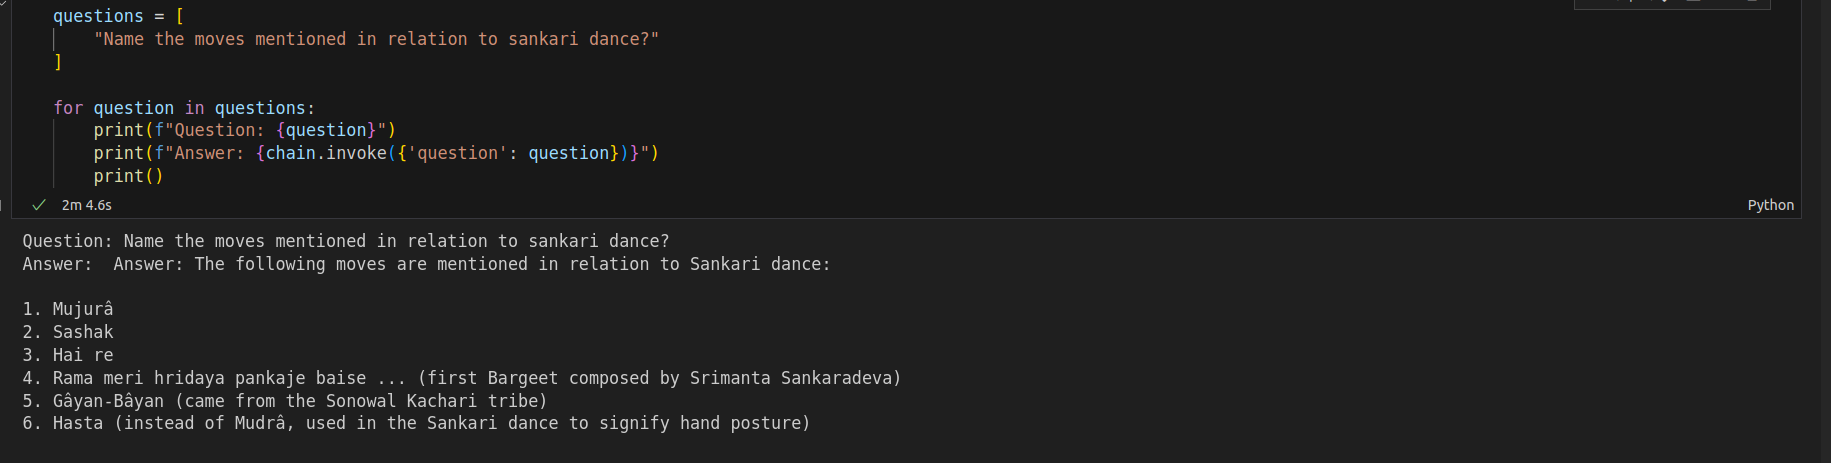 questions = [
    "Name the moves mentioned in relation to sankari dance?"
]
for question in questions:
    print(f"Question: {question}")
    print(f"Answer: {chain.invoke({'question': question})}")
    print()
2m 4.6s
Python
Question: Name the moves mentioned in relation to sankari dance?
Answer:  Answer: The following moves are mentioned in relation to Sankari dance:
1. Mujurâ
2. Sashak
3. Hai re
4. Rama meri hridaya pankaje baise ... (first Bargeet composed by Srimanta Sankaradeva)
5. Gâyan-Bâyan (came from the Sonowal Kachari tribe)
6. Hasta (instead of Mudrâ, used in the Sankari dance to signify hand posture)